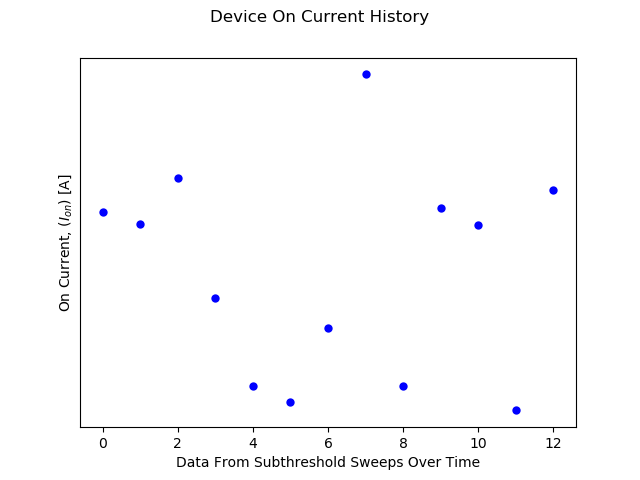 Device On Current History
On Current, (I_on) [A]
0 2 4 6 8 10 12
Data From Subthreshold Sweeps Over Time